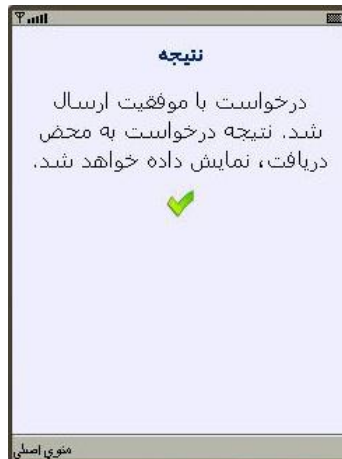 نتیجه
درخواست با موفقیت ارسال
شد. نتیجه درخواست به محض
دریافت، نمایش داده خواهد شد.
منوی اصلی